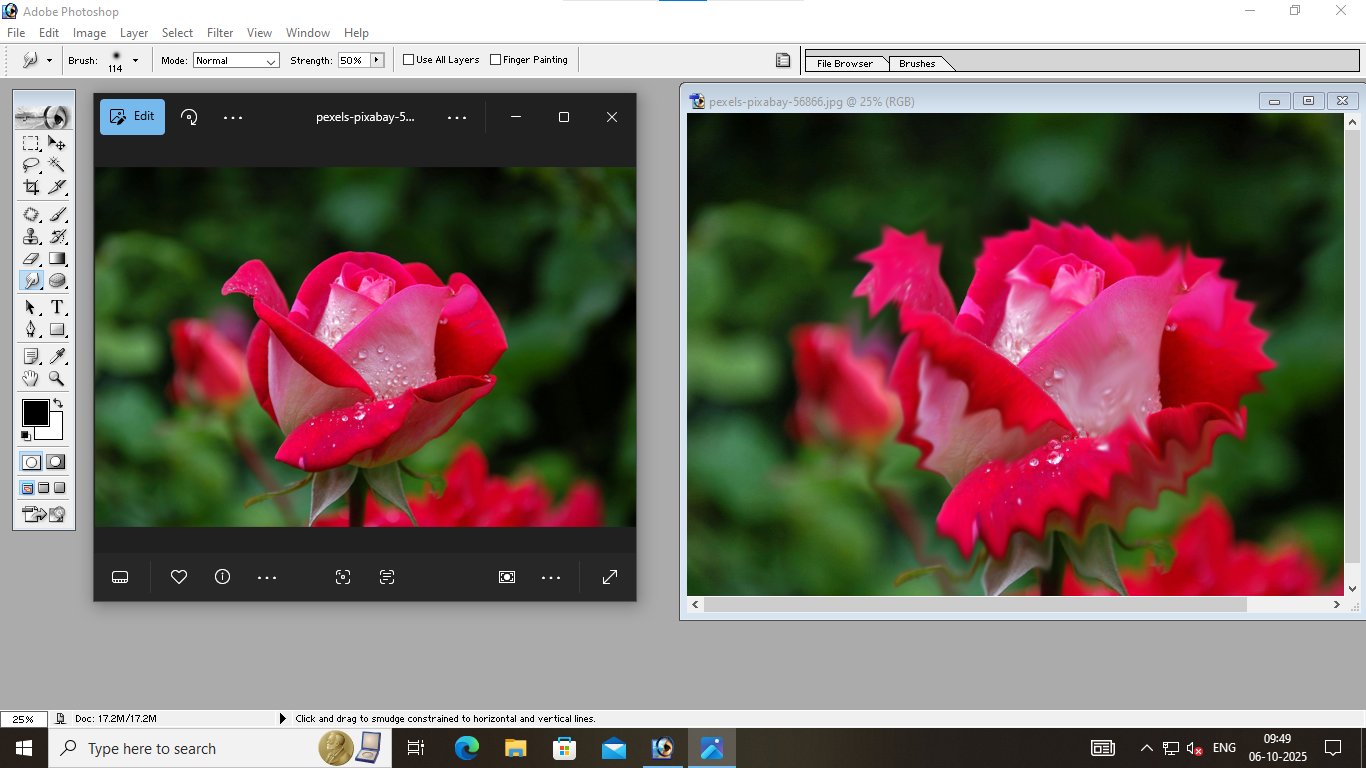 Adobe Photoshop
File Edit Image Layer Select Filter View Window Help
Brush: 114 Mode: Normal Strength: 50% Use All Layers Finger Painting File Browser Brushes
Edit pexels-pixabay-5...
pexels-pixabay-56866.jpg @ 25% (RGB)
T
25% Doc: 17.2M/17.2M Click and drag to smudge constrained to horizontal and vertical lines.
Type here to search
ENG
09:49
06-10-2025